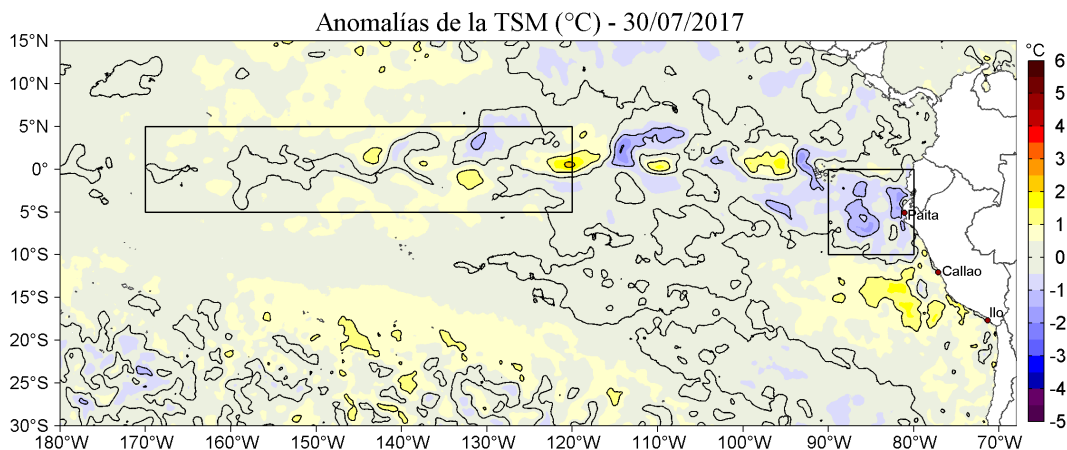 Anomalías de la TSM (°C) - 30/07/2017
15°N
10°N
5°N
0°
5°S
10°S
15°S
20°S
25°S
30°S
180°W
170°W
160°W
150°W
140°W
130°W
120°W
110°W
100°W
90°W
80°W
70°W
Paita
Callao
Ilo
°C
6
5
4
3
2
1
0
-1
-2
-3
-4
-5